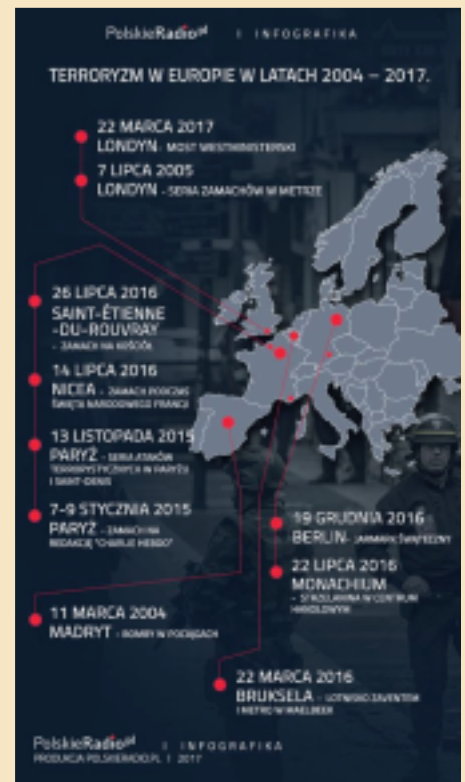 PolskieRadio.pl | INFOGRAFIKA
TERRORYZM W EUROPIE W LATACH 2004 – 2017.
22 MARCA 2017
LONDYN - MOST WESTMINISTERSKI
7 LIPCA 2005
LONDYN - SERIA ZAMACHÓW W METRZE
26 LIPCA 2016
SAINT-ÉTIENNE
-DU-ROUVRAY
- ZAMACH NA KOŚCIÓŁ
14 LIPCA 2016
NICEA - ZAMACH PODCZAS
ŚWIĘTA NARODOWEGO FRANCJI
13 LISTOPADA 2015
PARYŻ - SERIA ATAKÓW
TERRORYSTYCZNYCH W PARYŻU
I SAINT-DENIS
7-9 STYCZNIA 2015
PARYŻ - ZAMACH NA
REDAKCJĘ "CHARLIE HEBDO"
19 GRUDNIA 2016
BERLIN- JARMARK ŚWIĄTECZNY
22 LIPCA 2016
MONACHIUM
- STRZELANINA W CENTRUM
HANDLOWYM
11 MARCA 2004
MADRYT - BOMBY W POCIĄGACH
22 MARCA 2016
BRUKSELA - LOTNISKO ZAVENTEM
I METRO W MAELBEEK
PolskieRadio.pl | INFOGRAFIKA
PRODUKCJA POLSKIERADIO.PL | 2017